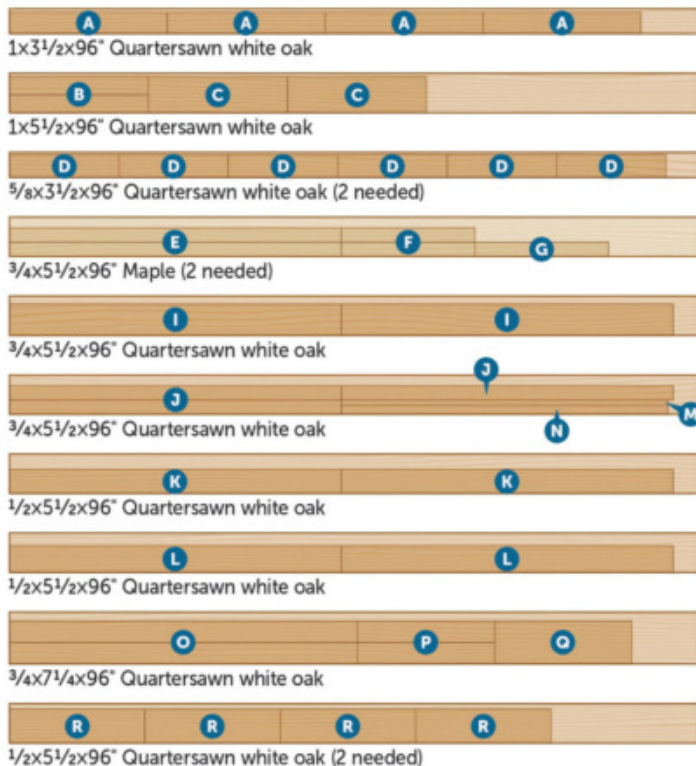 A A A A
1x3½x96" Quartersawn white oak
B C C
1x5½x96" Quartersawn white oak
D D D D D D
⅝x3½x96" Quartersawn white oak (2 needed)
E F G
¾x5½x96" Maple (2 needed)
I I
¾x5½x96" Quartersawn white oak
J J M
¾x5½x96" Quartersawn white oak N
K K
½x5½x96" Quartersawn white oak
L L
½x5½x96" Quartersawn white oak
O P Q
¾x7¼x96" Quartersawn white oak
R R R R
½x5½x96" Quartersawn white oak (2 needed)